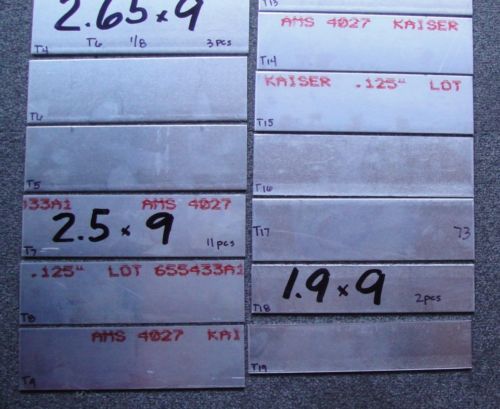 2.65 x 9
T4 T6 1/8 3 pcs
T6
T5
433A1 AMS 4027
2.5 x 9
T7 11 pcs
.125" LOT 655433A1
T8
AMS 4027 KAI
T9
T13
AMS 4027 KAISER
T14
KAISER .125" LOT
T15
T16
T17 73
1.9 x 9
T18 2 pcs
T19